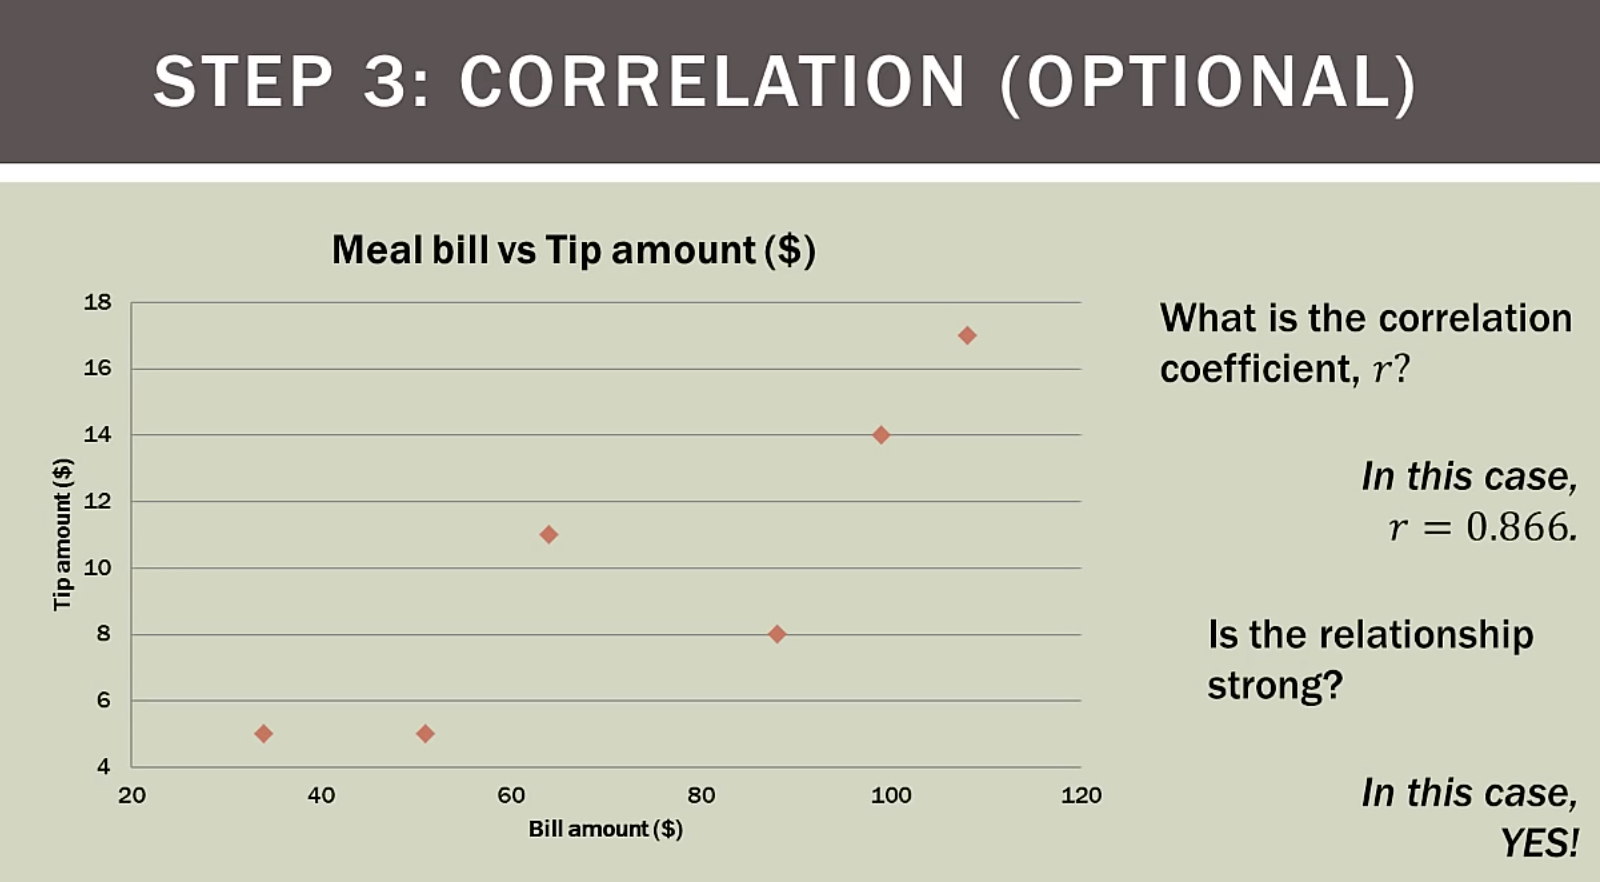 STEP 3: CORRELATION (OPTIONAL)
Meal bill vs Tip amount ($)
18
16
14
12
10
8
6
4
Tip amount ($)
20 40 60 80 100 120
Bill amount ($)
What is the correlation
coefficient, r?
In this case,
r = 0.866.
Is the relationship
strong?
In this case,
YES!